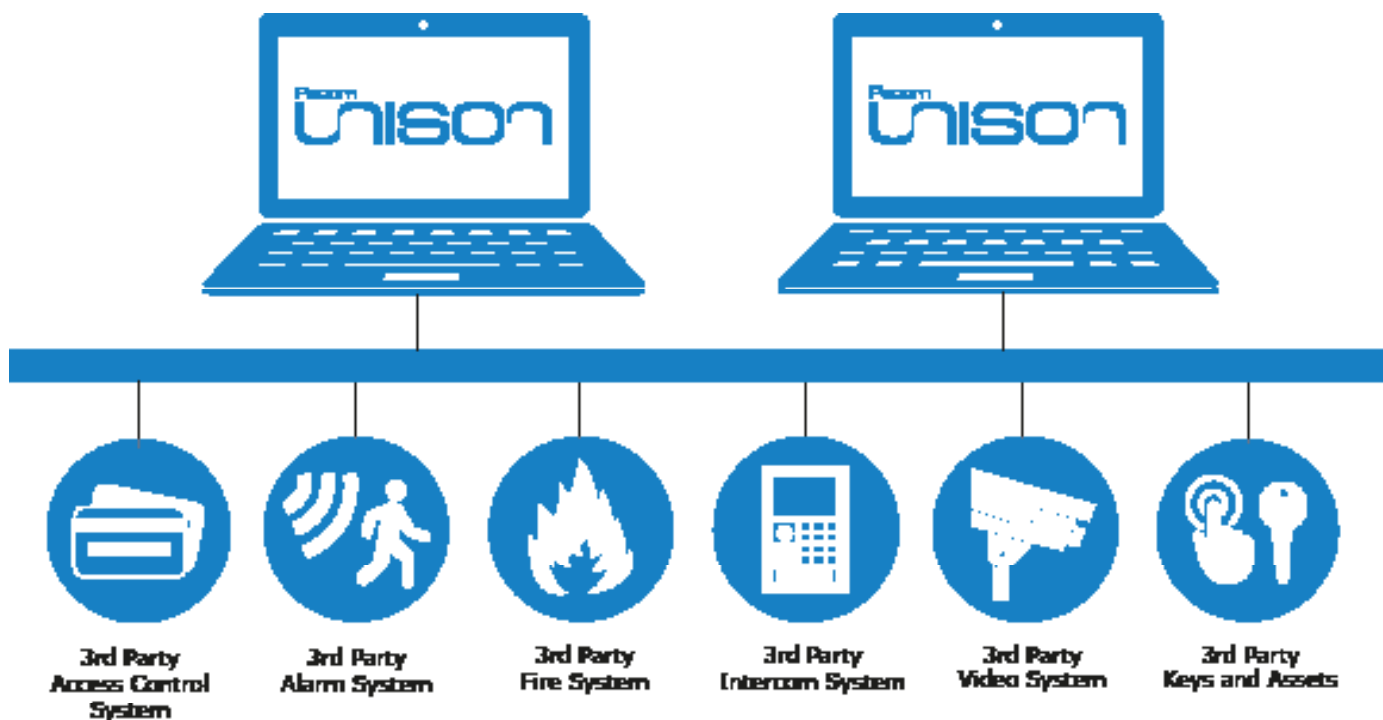 Pacom
Unison
Pacom
Unison
3rd Party
Access Control
System
3rd Party
Alarm System
3rd Party
Fire System
3rd Party
Intercom System
3rd Party
Video System
3rd Party
Keys and Assets